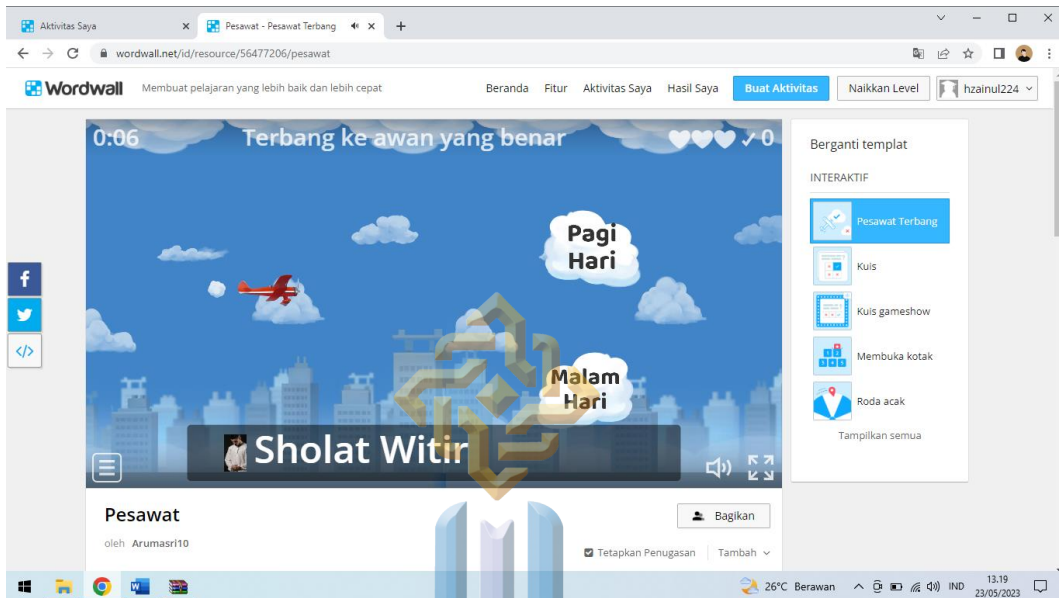 Aktivitas Saya
Pesawat - Pesawat Terbang
wordwall.net/id/resource/56477206/pesawat
Wordwall
Membuat pelajaran yang lebih baik dan lebih cepat
Beranda Fitur Aktivitas Saya Hasil Saya Buat Aktivitas Naikkan Level hzainul224
0:06 Terbang ke awan yang benar 0
Pagi
Hari
Malam
Hari
Sholat Witir
Berganti templat
INTERAKTIF
Pesawat Terbang
Kuis
Kuis gameshow
Membuka kotak
Roda acak
Tampilkan semua
Pesawat
Bagikan
oleh Arumasri10
Tetapkan Penugasan Tambah
26°C Berawan IND 13.19
23/05/2023